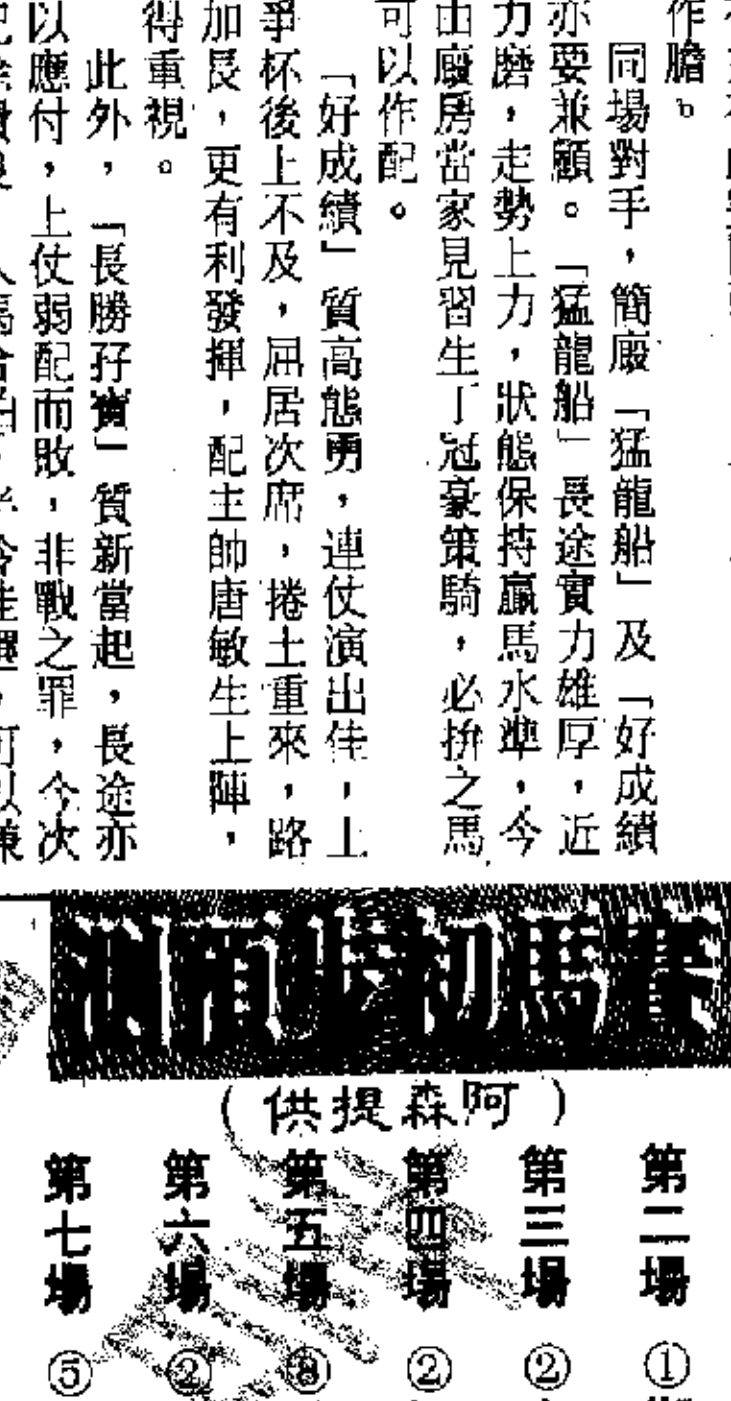 作膽。
同場對手,簡廄「猛龍船」及「好成績
亦要兼顧。「猛龍船」長途實力雄厚,近
力磨,走勢上力,狀態保持贏馬水準,今
由廄房當家見習生丁冠豪策騎,必拚之馬
可以作配。
「好成績」質高態勇,連仗演出佳,上
爭杯後上不及,屈居次席,捲土重來,路
加長,更有利發揮,配主帥唐敏生上陣,
得重視。
此外,「長勝孖寶」質新當起,長途亦
以應付,上仗弱配而敗,非戰之罪,今次
賽馬初步預測
(阿森提供)
第二場 ①
第三場 ②
第四場 ②
第五場 ⑧
第六場 ②
第七場 ⑤